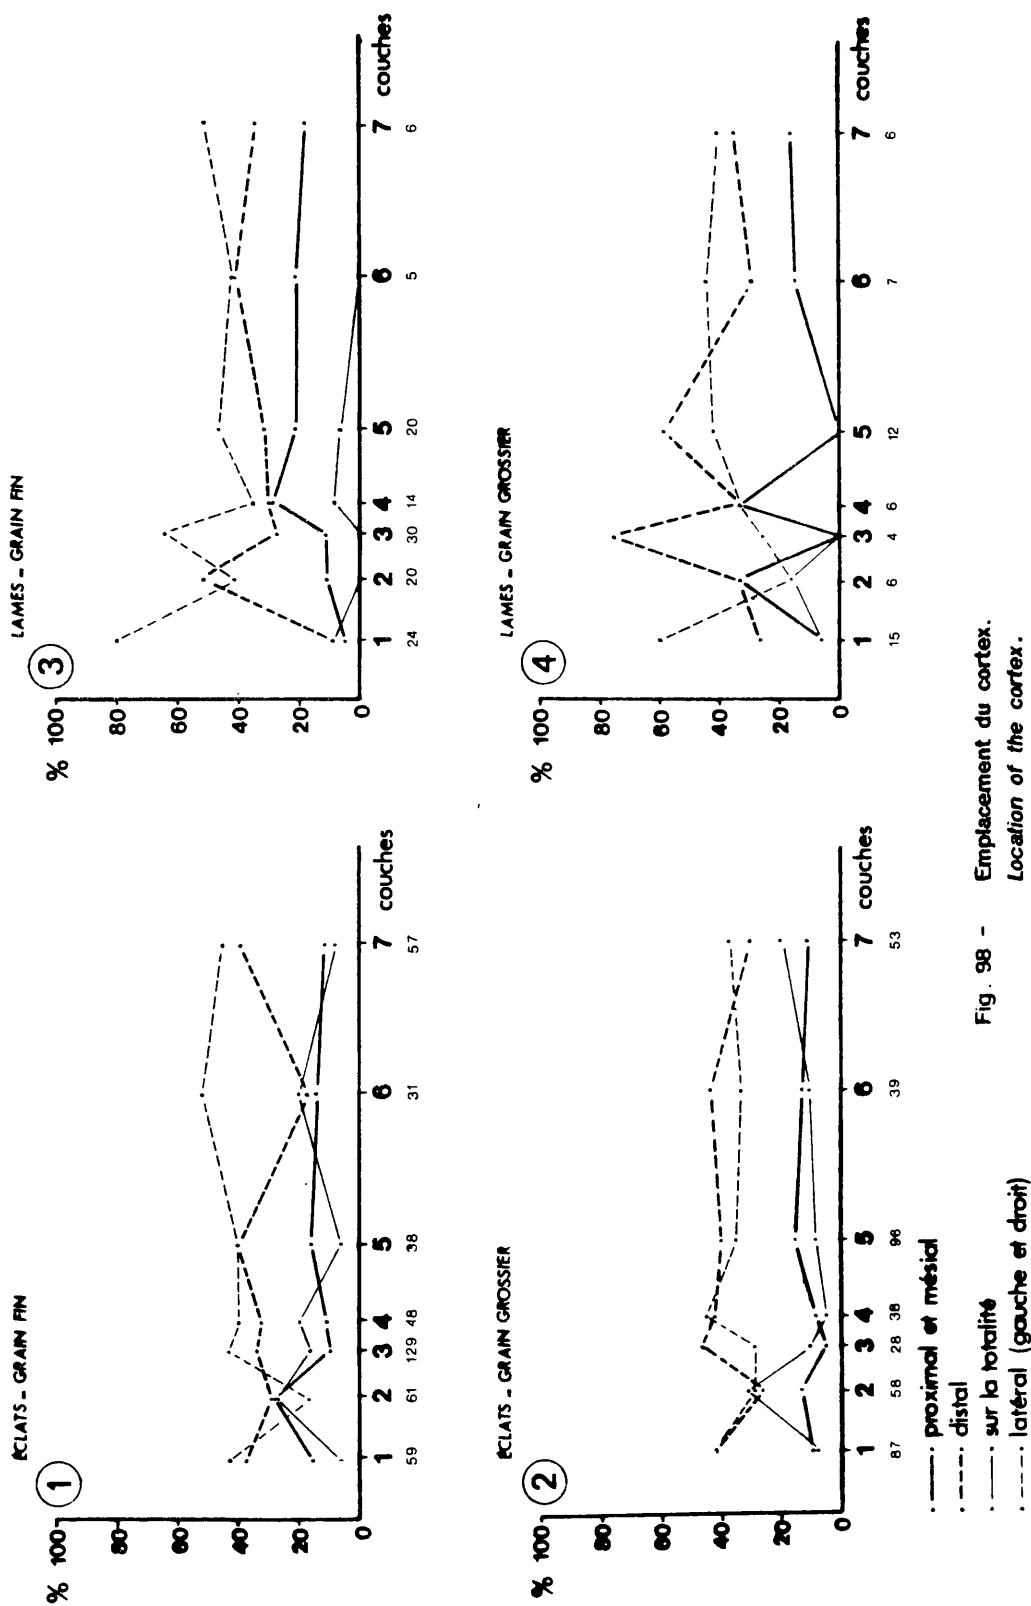 1
ÉCLATS _ GRAIN FIN
% 100
80
60
40
20
0
1 2 3 4 5 6 7 couches
59 61 129 48 38 31 57
3
LAMES _ GRAIN FIN
% 100
80
60
40
20
0
1 2 3 4 5 6 7 couches
24 20 30 14 20 5 6
2
ÉCLATS _ GRAIN GROSSIER
% 100
80
60
40
20
0
1 2 3 4 5 6 7
87 58 28 38 96 39 53
4
LAMES _ GRAIN GROSSIER
% 100
80
60
40
20
0
1 2 3 4 5 6 7 couches
15 6 4 6 12 7 6
proximal et mésial
distal
sur la totalité
latéral (gauche et droit)
Fig. 98 - Emplacement du cortex.
Location of the cortex.